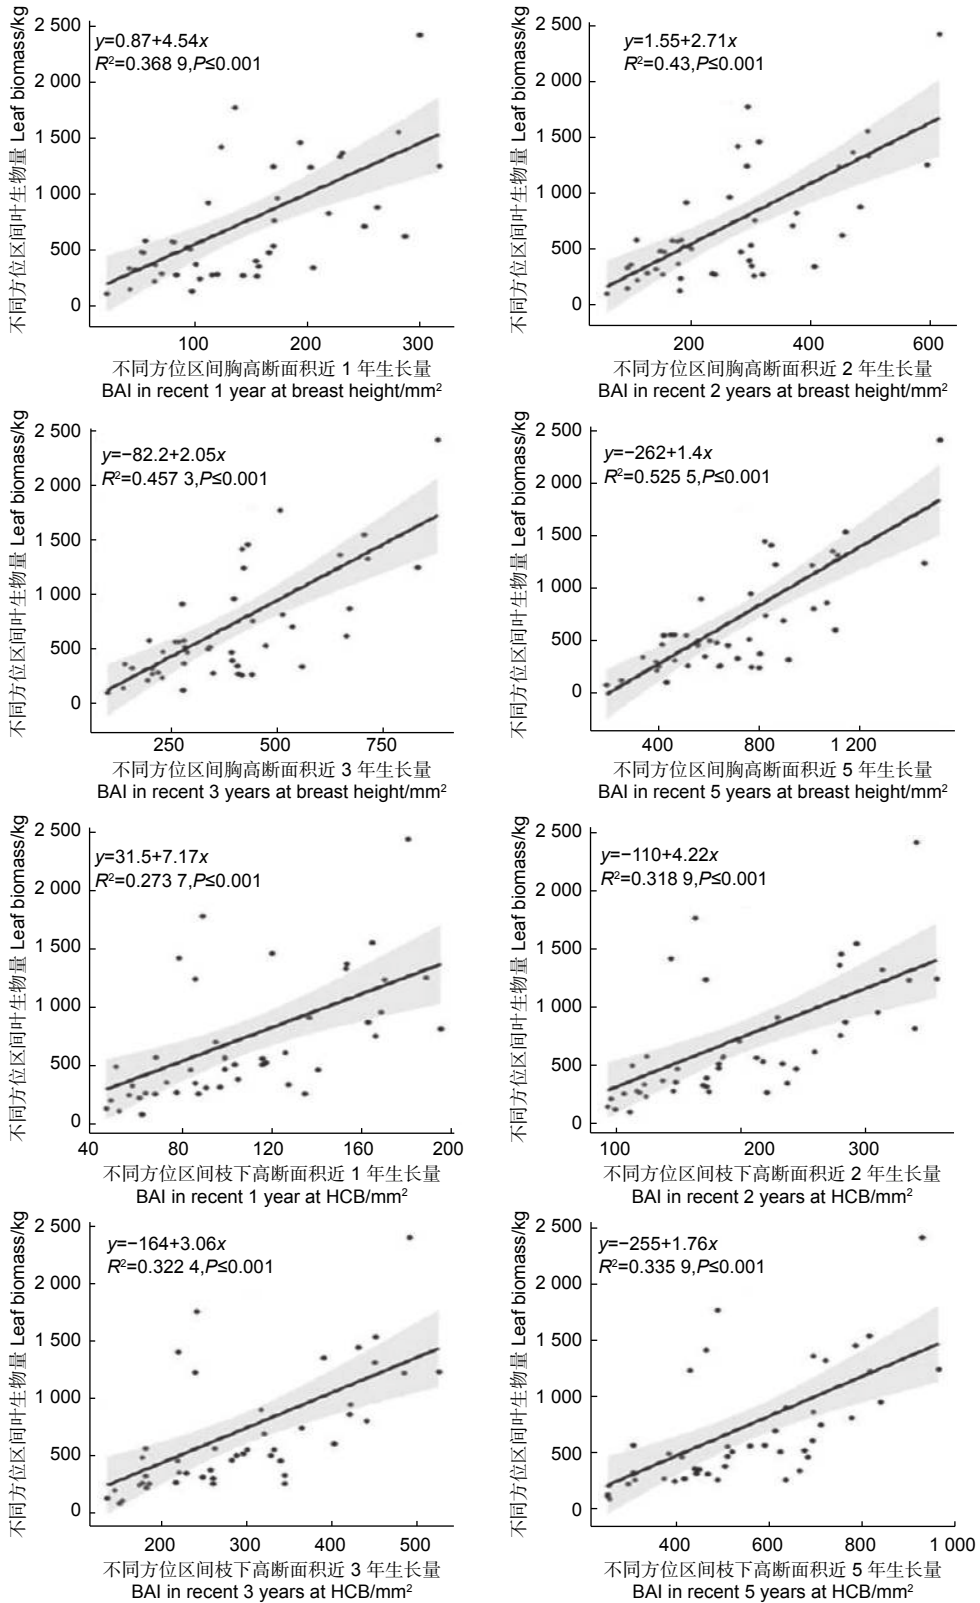 不同方位区间叶生物量 Leaf biomass/kg
2 500
2 000
1 500
1 000
500
0
y=0.87+4.54x
R²=0.368 9,P≤0.001
100
200
300
不同方位区间胸高断面积近 1 年生长量
BAI in recent 1 year at breast height/mm²
不同方位区间叶生物量 Leaf biomass/kg
2 500
2 000
1 500
1 000
500
0
y=1.55+2.71x
R²=0.43,P≤0.001
200
400
600
不同方位区间胸高断面积近 2 年生长量
BAI in recent 2 years at breast height/mm²
不同方位区间叶生物量 Leaf biomass/kg
2 500
2 000
1 500
1 000
500
0
y=−82.2+2.05x
R²=0.457 3,P≤0.001
250
500
750
不同方位区间胸高断面积近 3 年生长量
BAI in recent 3 years at breast height/mm²
不同方位区间叶生物量 Leaf biomass/kg
2 500
2 000
1 500
1 000
500
0
y=−262+1.4x
R²=0.525 5,P≤0.001
400
800
1 200
不同方位区间胸高断面积近 5 年生长量
BAI in recent 5 years at breast height/mm²
不同方位区间叶生物量 Leaf biomass/kg
2 500
2 000
1 500
1 000
500
0
y=31.5+7.17x
R²=0.273 7,P≤0.001
40
80
120
160
200
不同方位区间枝下高断面积近 1 年生长量
BAI in recent 1 year at HCB/mm²
不同方位区间叶生物量 Leaf biomass/kg
2 500
2 000
1 500
1 000
500
0
y=−110+4.22x
R²=0.318 9,P≤0.001
100
200
300
不同方位区间枝下高断面积近 2 年生长量
BAI in recent 2 years at HCB/mm²
不同方位区间叶生物量 Leaf biomass/kg
2 500
2 000
1 500
1 000
500
0
y=−164+3.06x
R²=0.322 4,P≤0.001
200
300
400
500
不同方位区间枝下高断面积近 3 年生长量
BAI in recent 3 years at HCB/mm²
不同方位区间叶生物量 Leaf biomass/kg
2 500
2 000
1 500
1 000
500
0
y=−255+1.76x
R²=0.335 9,P≤0.001
400
600
800
1 000
不同方位区间枝下高断面积近 5 年生长量
BAI in recent 5 years at HCB/mm²